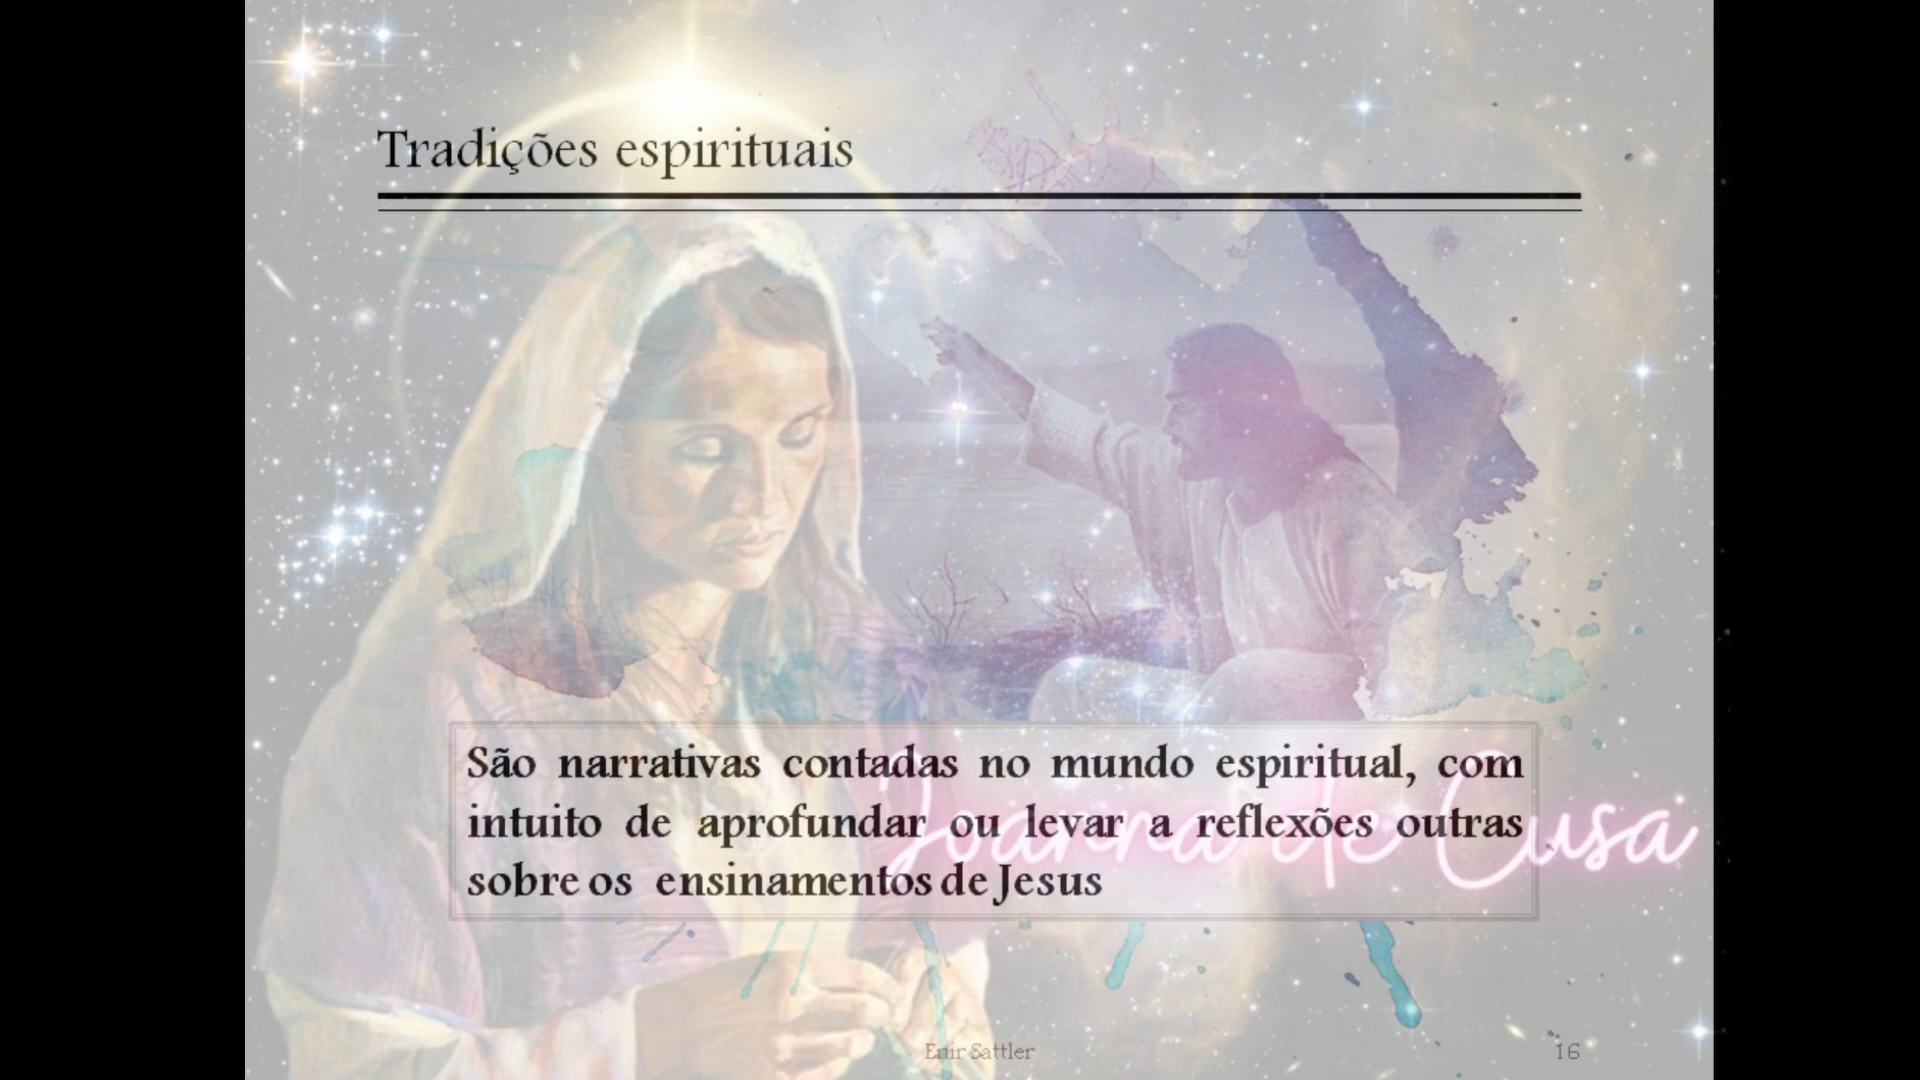 Tradições espirituais
São narrativas contadas no mundo espiritual, com
intuito de aprofundar ou levar a reflexões outras
sobre os ensinamentos de Jesus
Joanna de Cusa
Enir Sattler
16